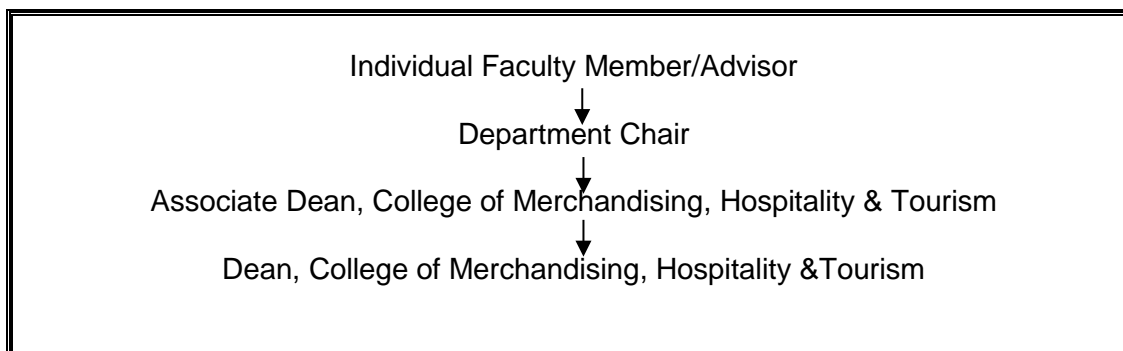 Individual Faculty Member/Advisor
Department Chair
Associate Dean, College of Merchandising, Hospitality & Tourism
Dean, College of Merchandising, Hospitality &Tourism